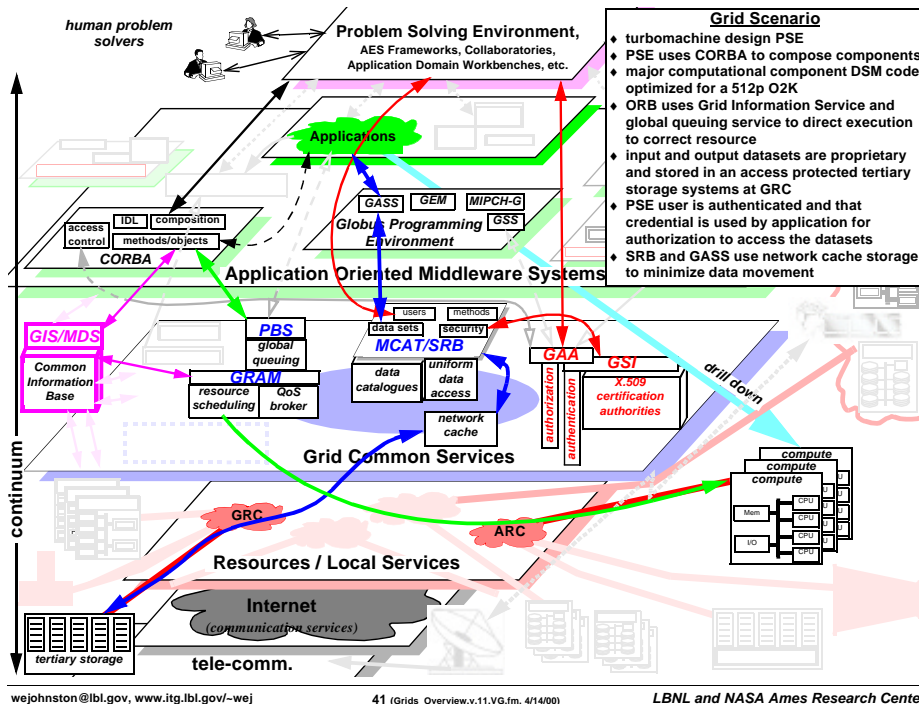 human problem
solvers
Problem Solving Environment,
AES Frameworks, Collaboratories,
Application Domain Workbenches, etc.
Grid Scenario
♦ turbomachine design PSE
♦ PSE uses CORBA to compose components
♦ major computational component DSM code
optimized for a 512p O2K
♦ ORB uses Grid Information Service and
global queuing service to direct execution
to correct resource
♦ input and output datasets are proprietary
and stored in an access protected tertiary
storage systems at GRC
♦ PSE user is authenticated and that
credential is used by application for
authorization to access the datasets
♦ SRB and GASS use network cache storage
to minimize data movement
Applications
GASS
GEM
MIPCH-G
GSS
Globus Programming
Environment
IDL
composition
access
control
methods/objects
CORBA
Application Oriented Middleware Systems
users
methods
data sets
security
MCAT/SRB
data
catalogues
uniform
data
access
network
cache
GIS/MDS
Common
Information
Base
PBS
global
queuing
GRAM
resource
scheduling
QoS
broker
GAA
GSI
authorization
authentication
X.509
certification
authorities
drill down
Grid Common Services
continuum
compute
compute
compute
Mem
I/O
CPU
CPU
CPU
CPU
GRC
ARC
Resources / Local Services
Internet
(communication services)
tertiary storage
tele-comm.
wejohnston@lbl.gov, www.itg.lbl.gov/~wej
41 (Grids_Overview.v.11.VG.fm, 4/14/00)
LBNL and NASA Ames Research Cente